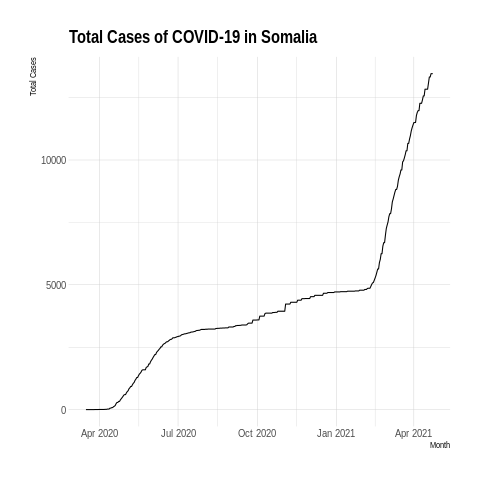 Total Cases of COVID-19 in Somalia
Total Cases
10000
5000
0
Apr 2020 Jul 2020 Oct 2020 Jan 2021 Apr 2021
Month